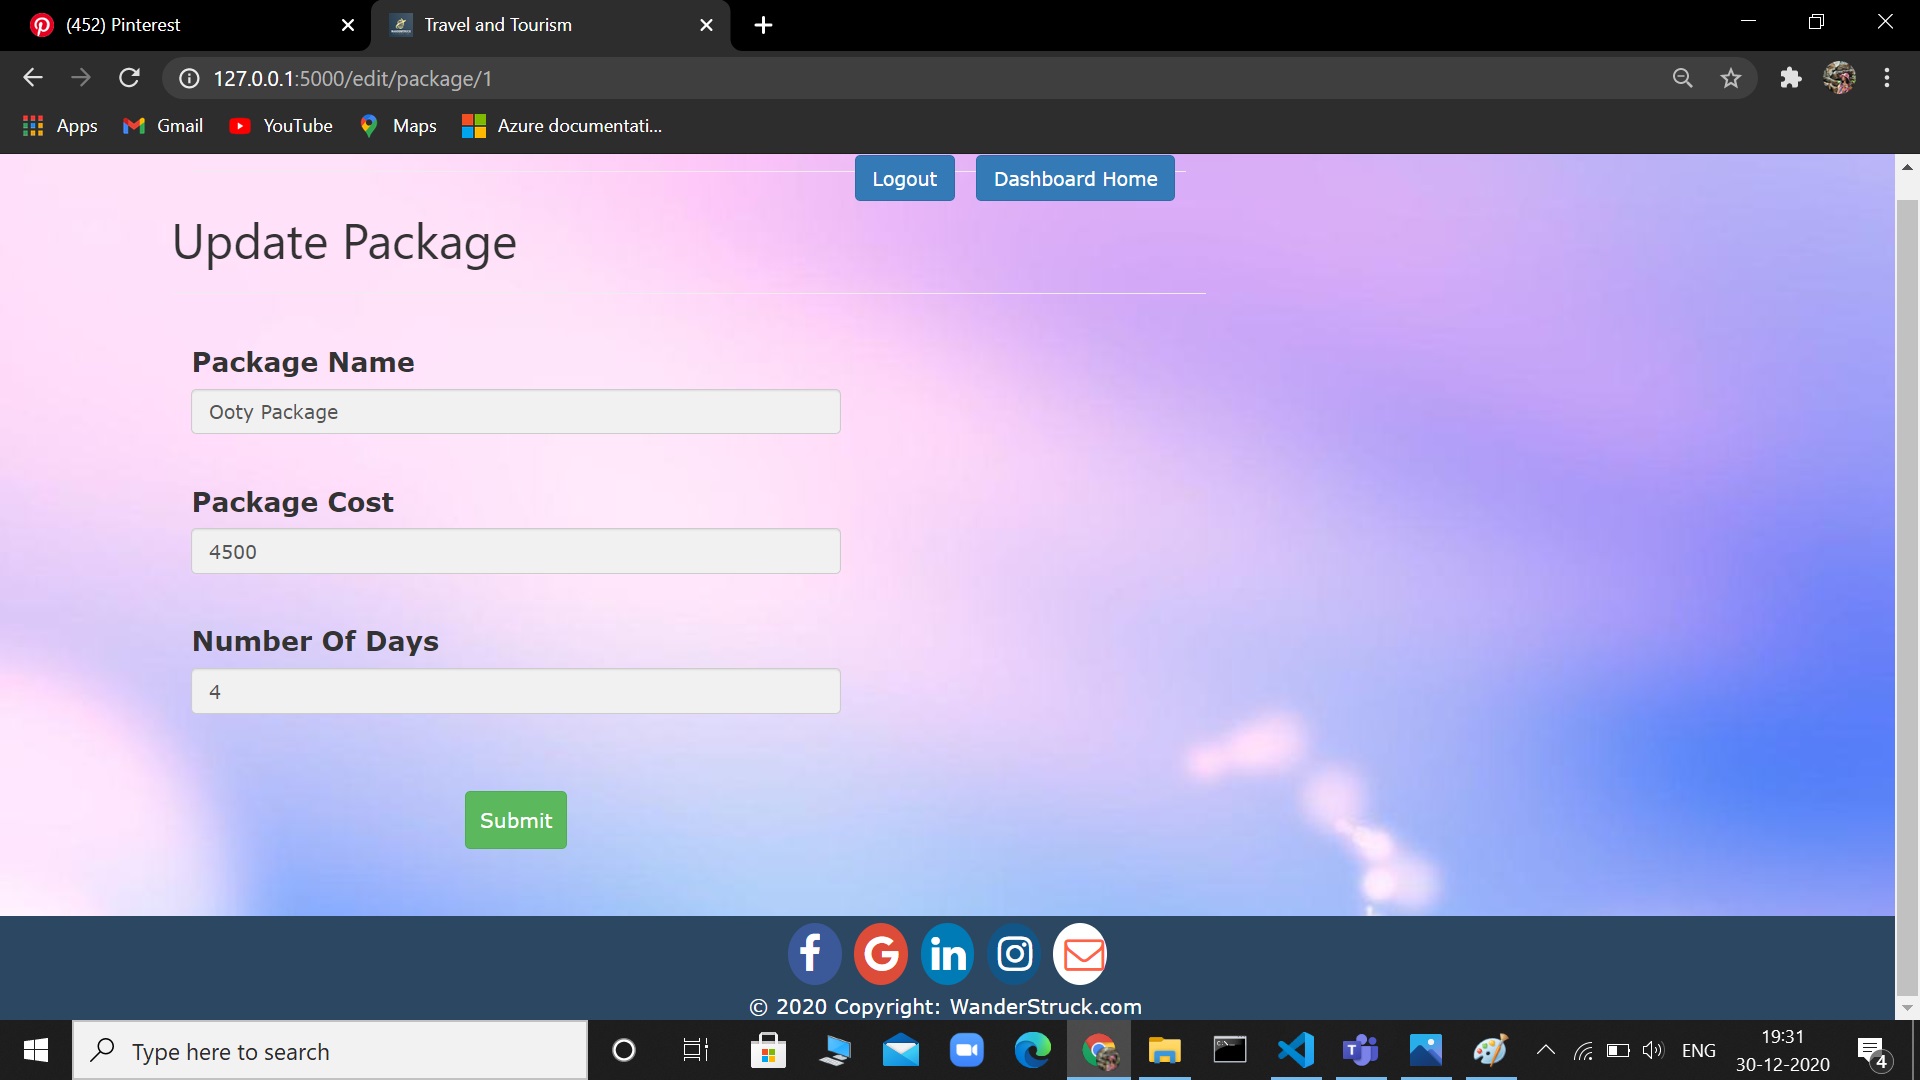 (452) Pinterest
Travel and Tourism
127.0.0.1:5000/edit/package/1
Apps
Gmail
YouTube
Maps
Azure documentati...
Logout
Dashboard Home
Update Package
Package Name
Ooty Package
Package Cost
4500
Number Of Days
4
Submit
© 2020 Copyright: WanderStruck.com
Type here to search
ENG
19:31
30-12-2020
4